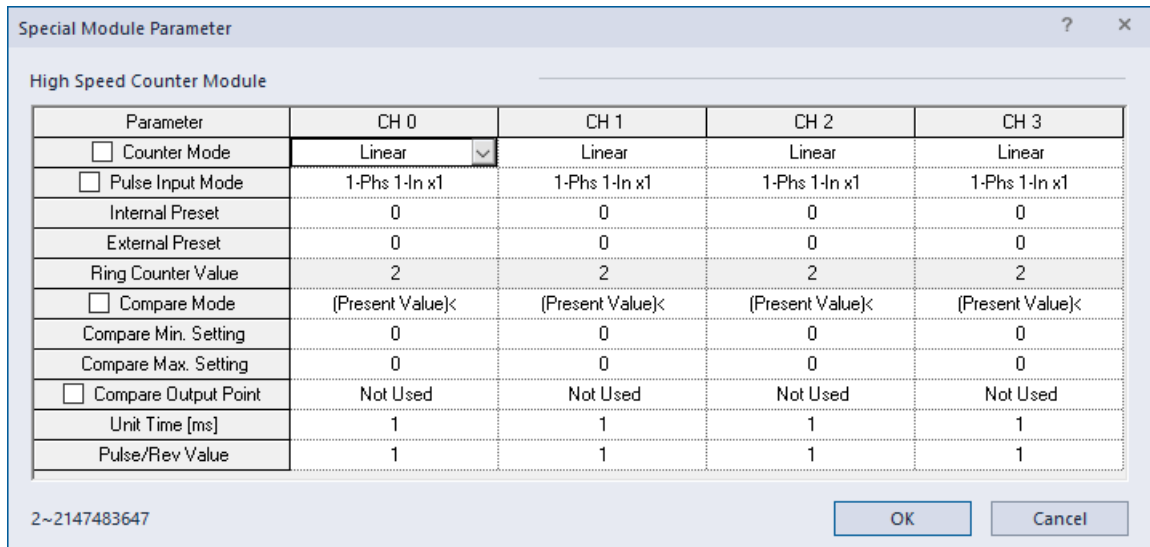 Special Module Parameter ? ×
High Speed Counter Module
Parameter CH 0 CH 1 CH 2 CH 3
Counter Mode Linear Linear Linear Linear
Pulse Input Mode 1-Phs 1-In x1 1-Phs 1-In x1 1-Phs 1-In x1 1-Phs 1-In x1
Internal Preset 0 0 0 0
External Preset 0 0 0 0
Ring Counter Value 2 2 2 2
Compare Mode (Present Value)< (Present Value)< (Present Value)< (Present Value)<
Compare Min. Setting 0 0 0 0
Compare Max. Setting 0 0 0 0
Compare Output Point Not Used Not Used Not Used Not Used
Unit Time [ms] 1 1 1 1
Pulse/Rev Value 1 1 1 1
2~2147483647 OK Cancel